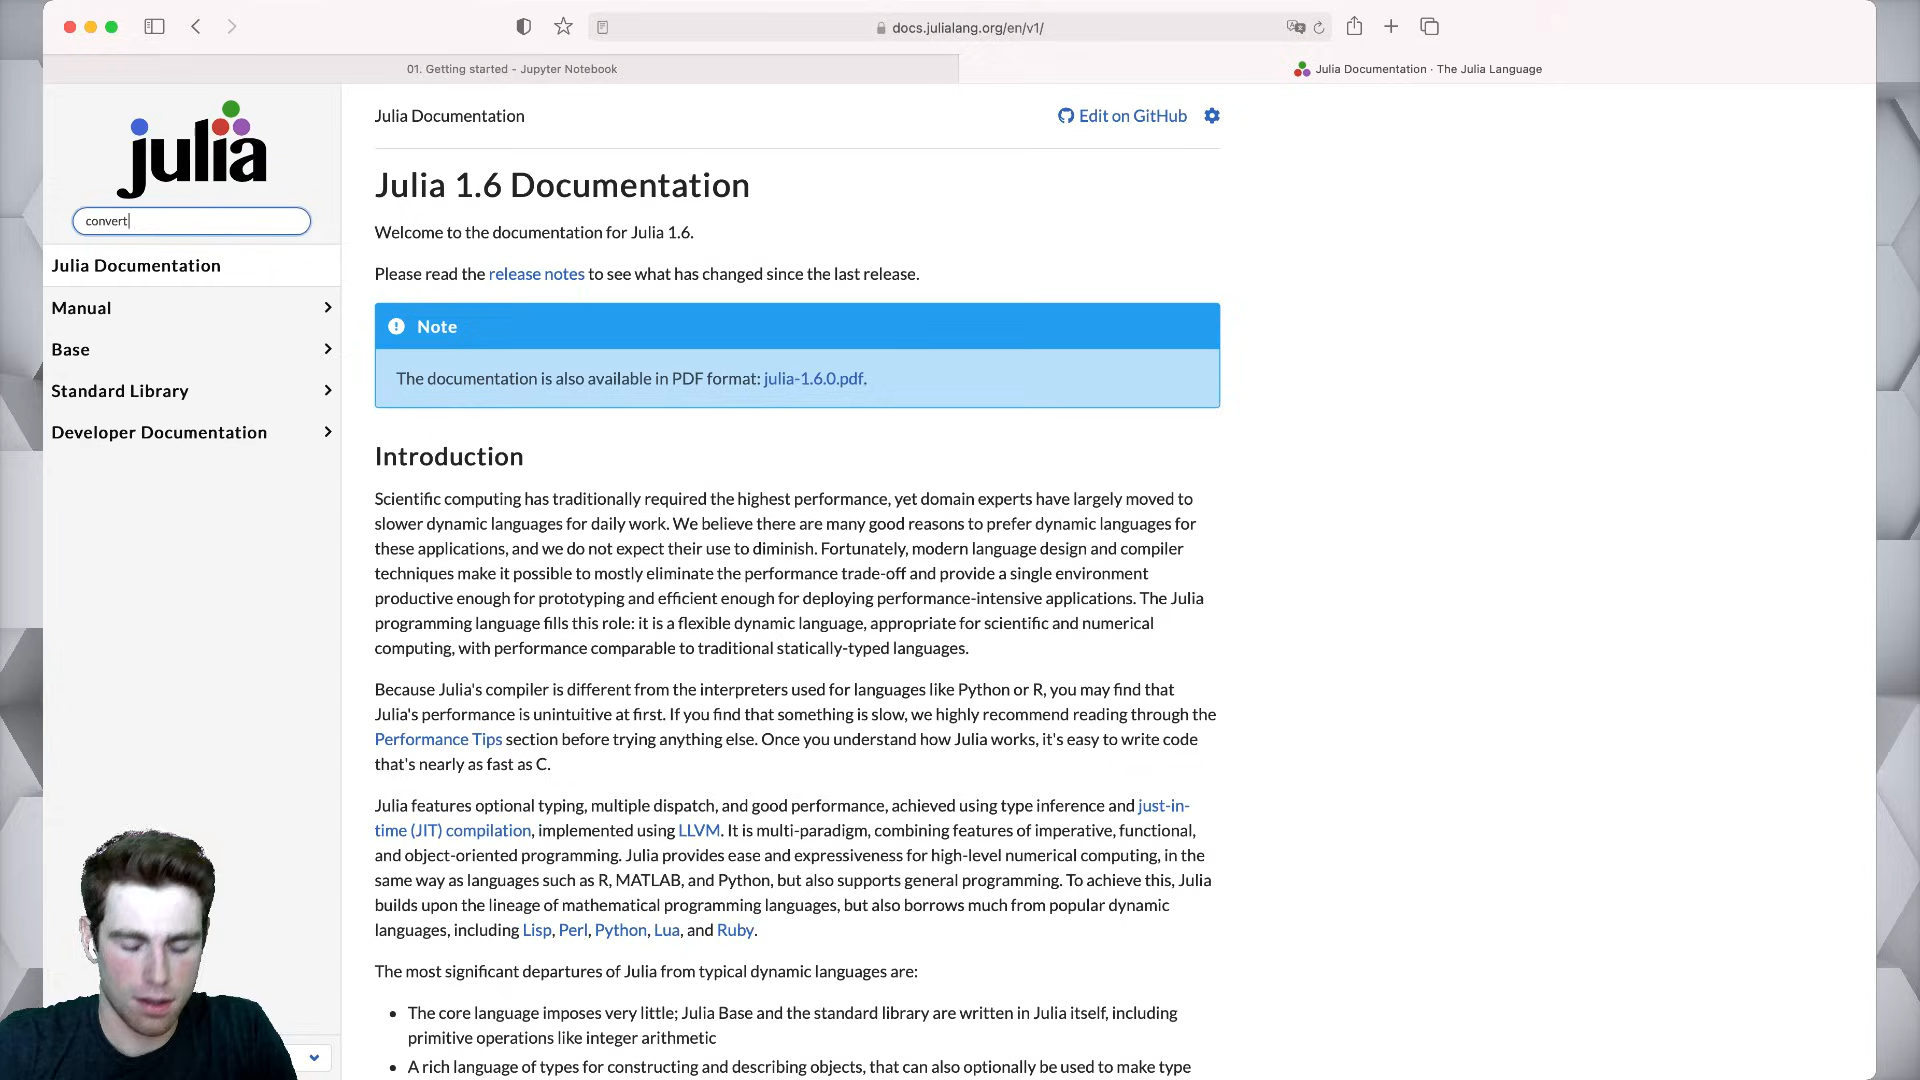 docs.julialang.org/en/v1/
01. Getting started - Jupyter Notebook
Julia Documentation · The Julia Language
julia
convert
Julia Documentation
Manual
Base
Standard Library
Developer Documentation
Julia Documentation
Edit on GitHub
Julia 1.6 Documentation
Welcome to the documentation for Julia 1.6.
Please read the release notes to see what has changed since the last release.
Note
The documentation is also available in PDF format: julia-1.6.0.pdf.
Introduction
Scientific computing has traditionally required the highest performance, yet domain experts have largely moved to
slower dynamic languages for daily work. We believe there are many good reasons to prefer dynamic languages for
these applications, and we do not expect their use to diminish. Fortunately, modern language design and compiler
techniques make it possible to mostly eliminate the performance trade-off and provide a single environment
productive enough for prototyping and efficient enough for deploying performance-intensive applications. The Julia
programming language fills this role: it is a flexible dynamic language, appropriate for scientific and numerical
computing, with performance comparable to traditional statically-typed languages.
Because Julia's compiler is different from the interpreters used for languages like Python or R, you may find that
Julia's performance is unintuitive at first. If you find that something is slow, we highly recommend reading through the
Performance Tips section before trying anything else. Once you understand how Julia works, it's easy to write code
that's nearly as fast as C.
Julia features optional typing, multiple dispatch, and good performance, achieved using type inference and just-in-
time (JIT) compilation, implemented using LLVM. It is multi-paradigm, combining features of imperative, functional,
and object-oriented programming. Julia provides ease and expressiveness for high-level numerical computing, in the
same way as languages such as R, MATLAB, and Python, but also supports general programming. To achieve this, Julia
builds upon the lineage of mathematical programming languages, but also borrows much from popular dynamic
languages, including Lisp, Perl, Python, Lua, and Ruby.
The most significant departures of Julia from typical dynamic languages are:
• The core language imposes very little; Julia Base and the standard library are written in Julia itself, including
primitive operations like integer arithmetic
• A rich language of types for constructing and describing objects, that can also optionally be used to make type